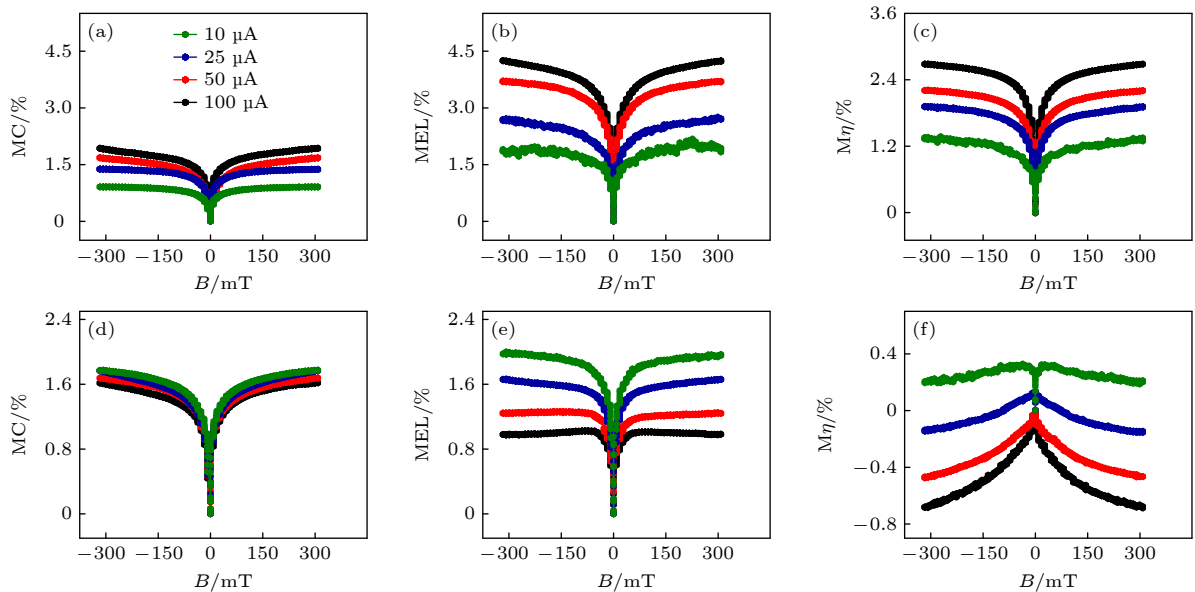 (a)
10 µA
25 µA
50 µA
100 µA
4.5
3.0
1.5
0
MC/%
−300 −150 0 150 300
B/mT
(b)
4.5
3.0
1.5
0
MEL/%
−300 −150 0 150 300
B/mT
(c)
3.6
2.4
1.2
0
Mη/%
−300 −150 0 150 300
B/mT
(d)
2.4
1.6
0.8
0
MC/%
−300 −150 0 150 300
B/mT
(e)
2.4
1.6
0.8
0
MEL/%
−300 −150 0 150 300
B/mT
(f)
0.4
0
−0.4
−0.8
Mη/%
−300 −150 0 150 300
B/mT